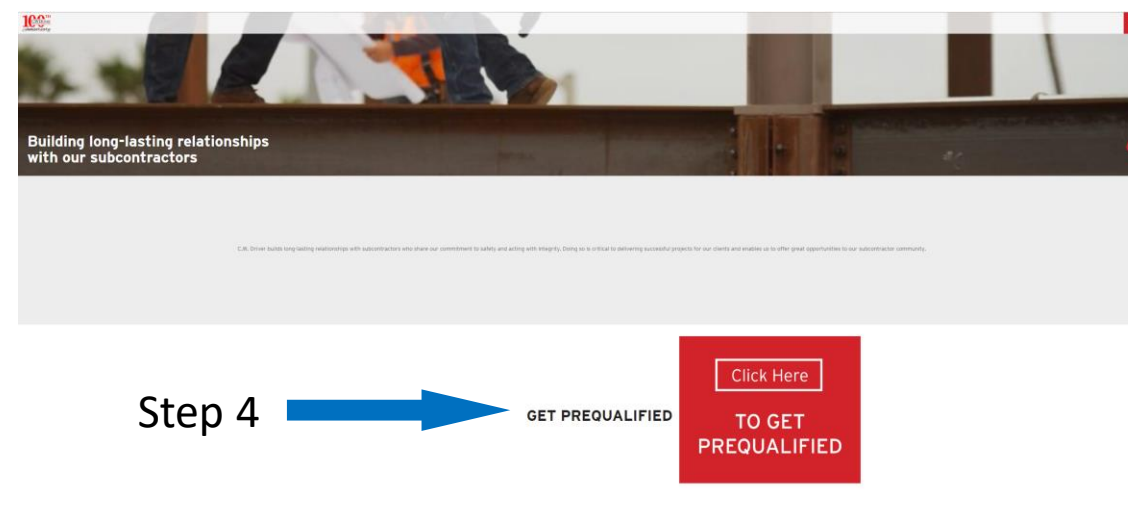 100TH
Building long-lasting relationships
with our subcontractors
C.W. Driver builds long-lasting relationships with subcontractors who share our commitment to safety and acting with integrity. Doing so is critical to delivering successful projects for our clients and enables us to offer great opportunities to our subcontractor community.
Step 4
GET PREQUALIFIED
Click Here
TO GET
PREQUALIFIED